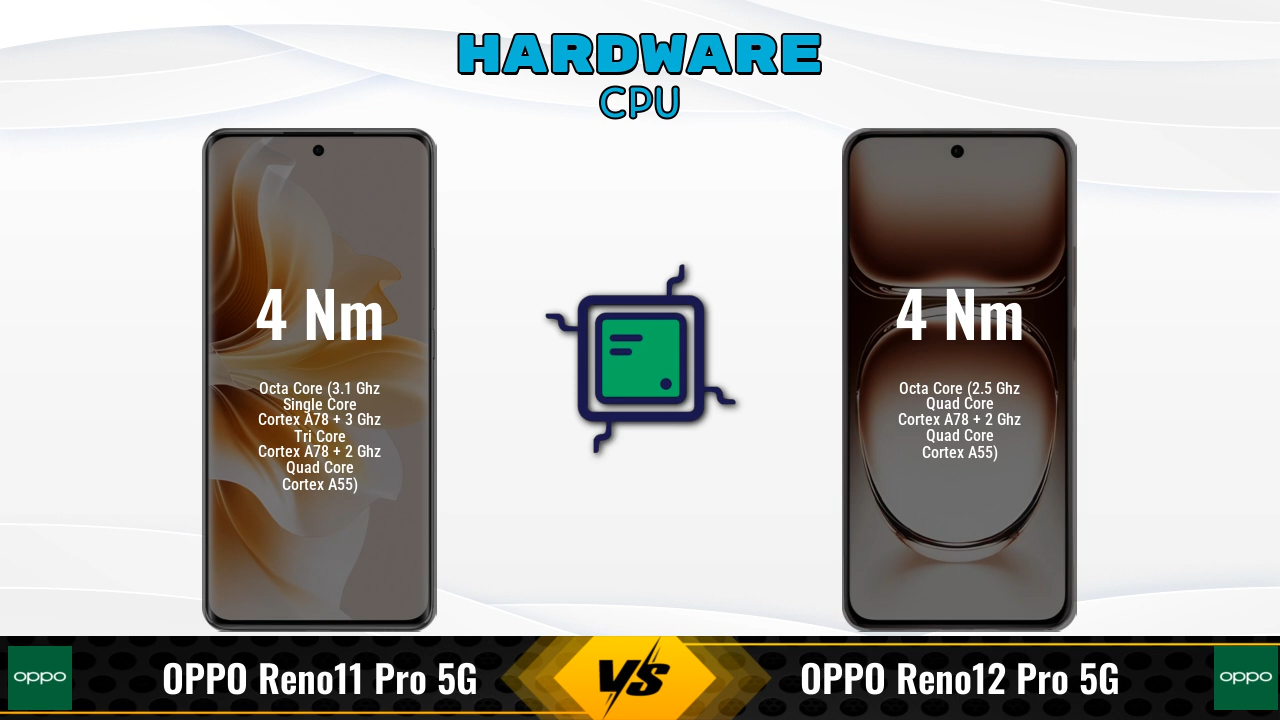 HARDWARE
CPU
4 Nm
Octa Core (3.1 Ghz
Single Core
Cortex A78 + 3 Ghz
Tri Core
Cortex A78 + 2 Ghz
Quad Core
Cortex A55)
4 Nm
Octa Core (2.5 Ghz
Quad Core
Cortex A78 + 2 Ghz
Quad Core
Cortex A55)
oppo
OPPO Reno11 Pro 5G
VS
OPPO Reno12 Pro 5G
oppo